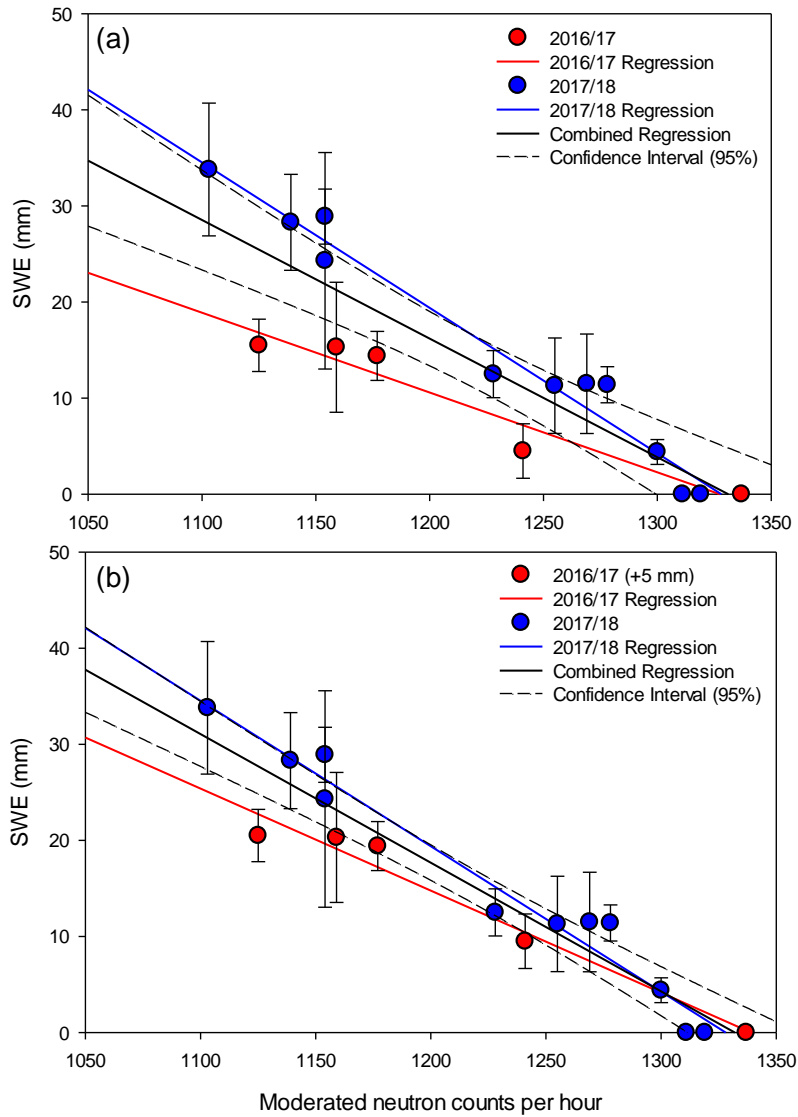 (a)
2016/17
2016/17 Regression
2017/18
2017/18 Regression
Combined Regression
Confidence Interval (95%)
SWE (mm)
50
40
30
20
10
0
1050 1100 1150 1200 1250 1300 1350
(b)
2016/17 (+5 mm)
2016/17 Regression
2017/18
2017/18 Regression
Combined Regression
Confidence Interval (95%)
SWE (mm)
50
40
30
20
10
0
1050 1100 1150 1200 1250 1300 1350
Moderated neutron counts per hour